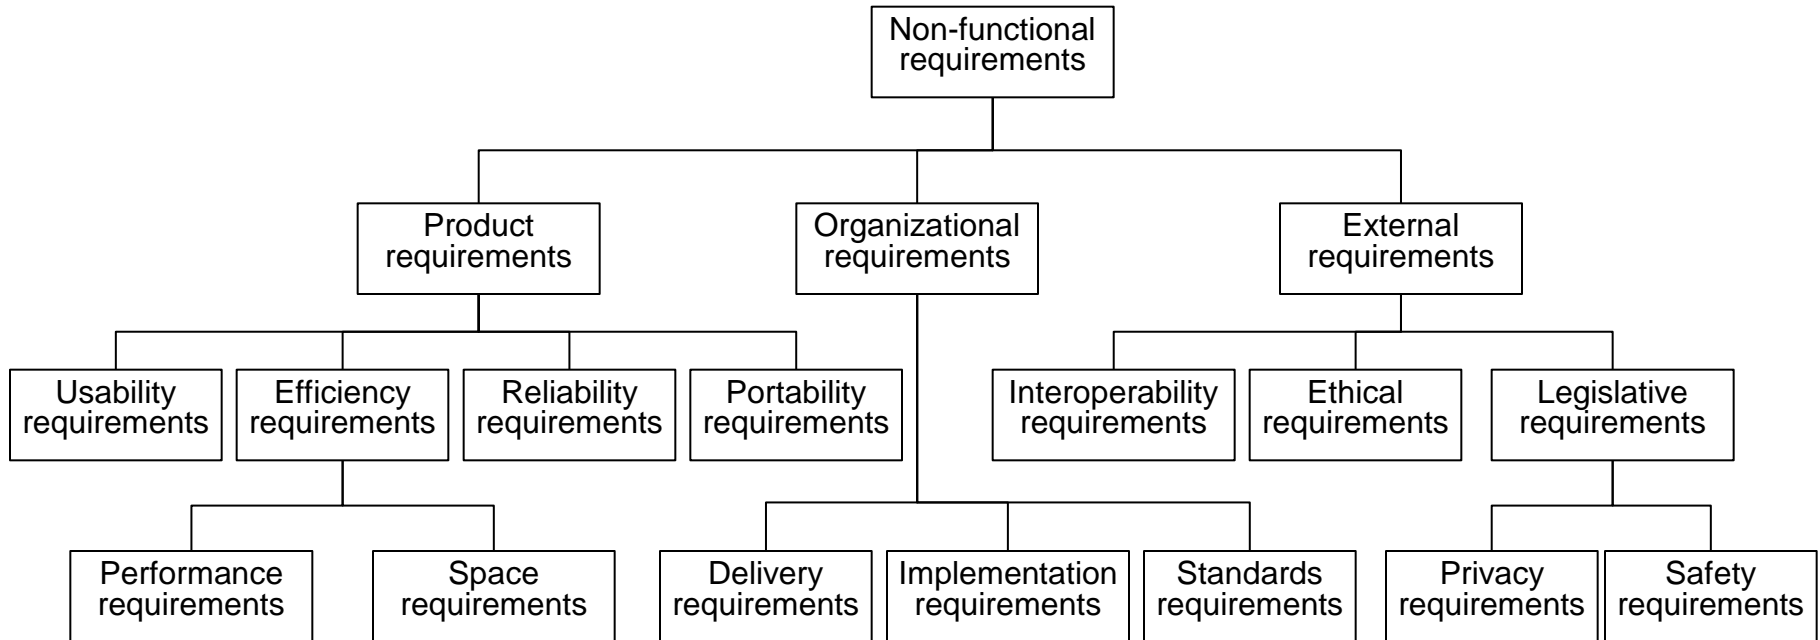 Non-functional
requirements
Product
requirements
Organizational
requirements
External
requirements
Usability
requirements
Efficiency
requirements
Reliability
requirements
Portability
requirements
Interoperability
requirements
Ethical
requirements
Legislative
requirements
Performance
requirements
Space
requirements
Delivery
requirements
Implementation
requirements
Standards
requirements
Privacy
requirements
Safety
requirements